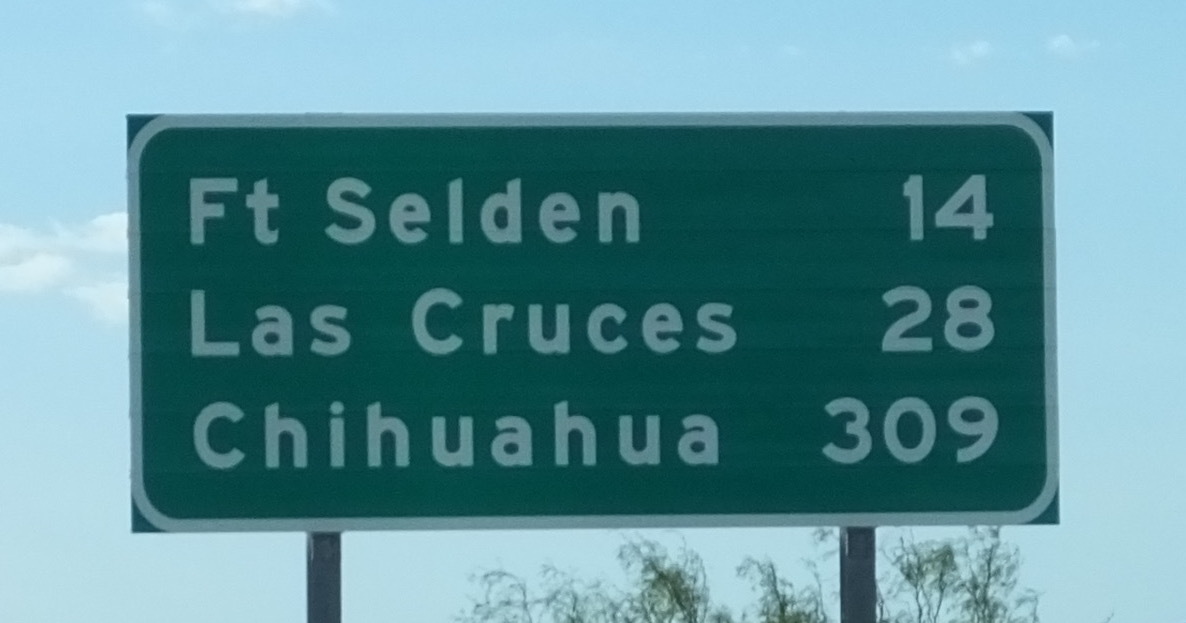 Ft Selden 14
Las Cruces 28
Chihuahua 309